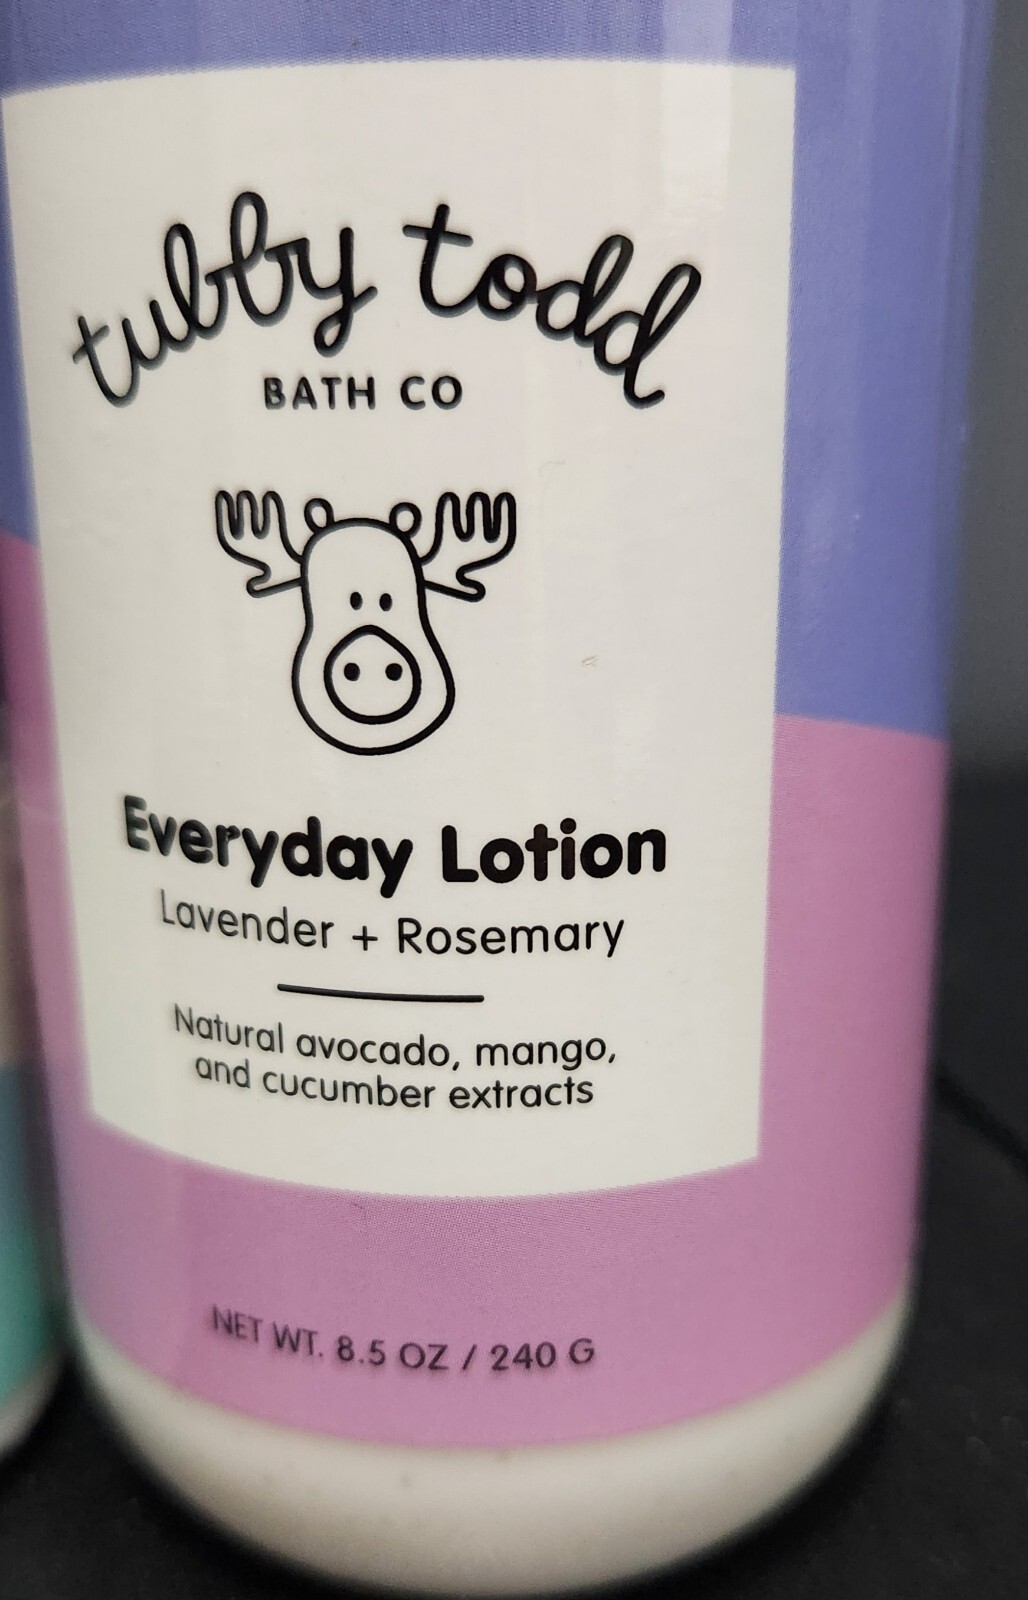 tubby todd
BATH CO
Everyday Lotion
Lavender + Rosemary
Natural avocado, mango,
and cucumber extracts
NET WT. 8.5 OZ / 240 G